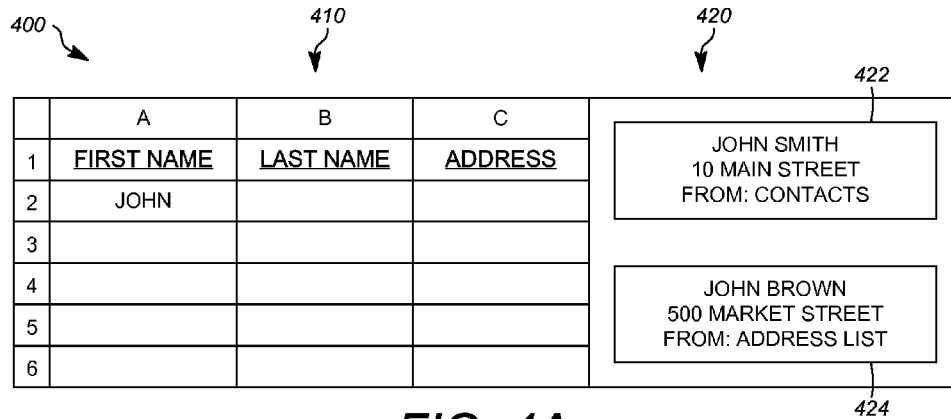 400 410 420
422
A B C
1 FIRST NAME LAST NAME ADDRESS
2 JOHN
3
4
5
6
JOHN SMITH
10 MAIN STREET
FROM: CONTACTS
JOHN BROWN
500 MARKET STREET
FROM: ADDRESS LIST
424